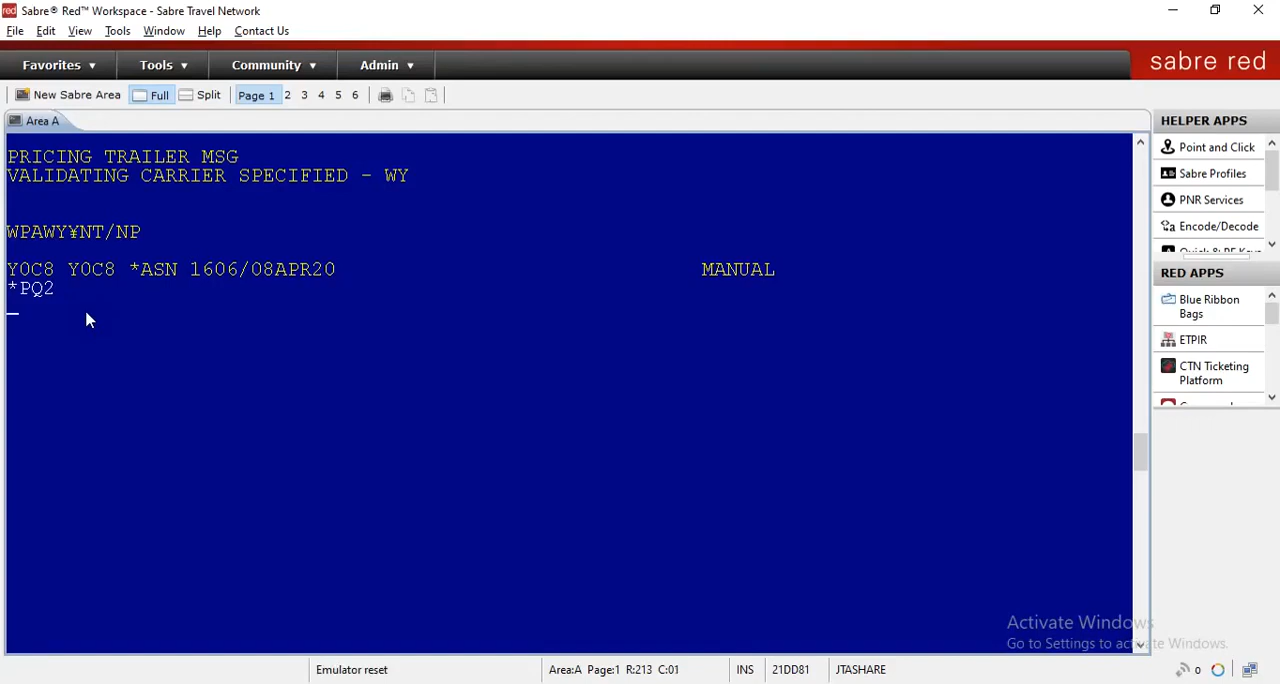 red Sabre® Red™ Workspace - Sabre Travel Network
File Edit View Tools Window Help Contact Us
Favorites Tools Community Admin
sabre red
New Sabre Area Full Split Page 1 2 3 4 5 6
Area A
PRICING TRAILER MSG
VALIDATING CARRIER SPECIFIED - WY
WPAWY¥NT/NP
Y0C8 Y0C8 *ASN 1606/08APR20 MANUAL
*PQ2
HELPER APPS
Point and Click
Sabre Profiles
PNR Services
Encode/Decode
RED APPS
Blue Ribbon
Bags
ETPIR
CTN Ticketing
Platform
Activate Windows
Go to Settings to activate Windows.
Emulator reset Area:A Page:1 R:213 C:01 INS 21DD81 JTASHARE 0